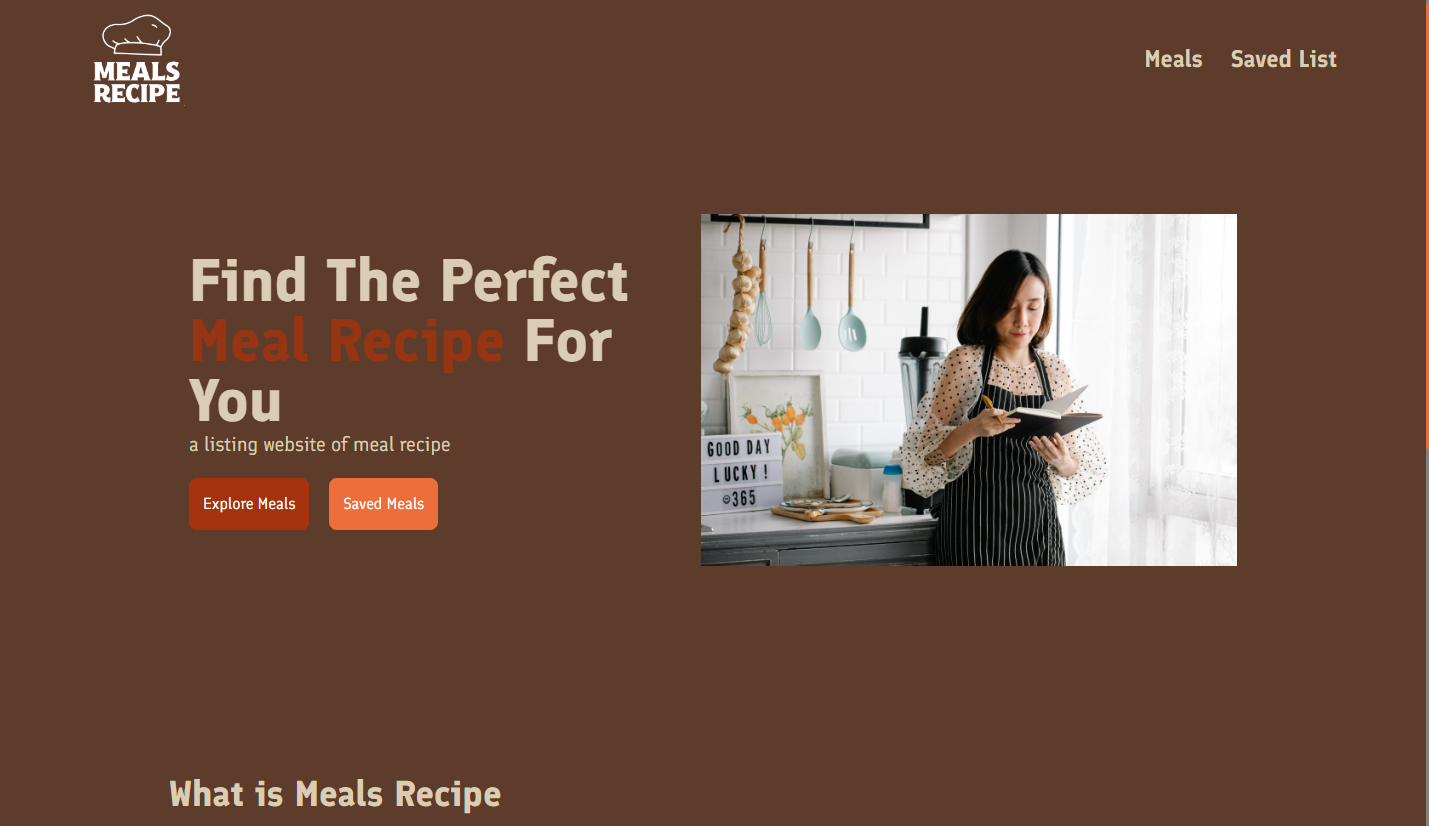 MEALS
RECIPE
Meals
Saved List
Find The Perfect
Meal Recipe For
You
a listing website of meal recipe
Explore Meals
Saved Meals
GOOD DAY
LUCKY !
☺365
What is Meals Recipe